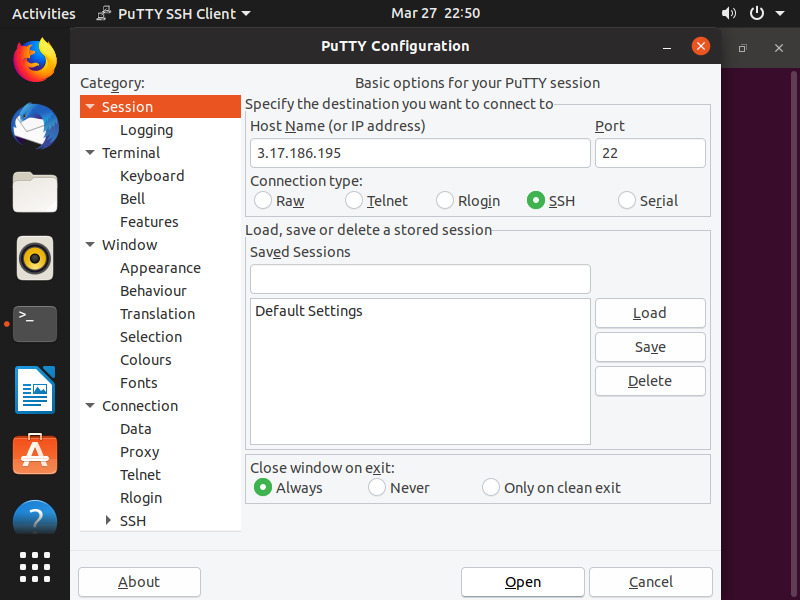 Activities PuTTY SSH Client Mar 27 22:50
PuTTY Configuration
Category:
Session
Logging
Terminal
Keyboard
Bell
Features
Window
Appearance
Behaviour
Translation
Selection
Colours
Fonts
Connection
Data
Proxy
Telnet
Rlogin
SSH
Basic options for your PuTTY session
Specify the destination you want to connect to
Host Name (or IP address) Port
3.17.186.195 22
Connection type:
Raw Telnet Rlogin SSH Serial
Load, save or delete a stored session
Saved Sessions
Default Settings
Load
Save
Delete
Close window on exit:
Always Never Only on clean exit
About Open Cancel